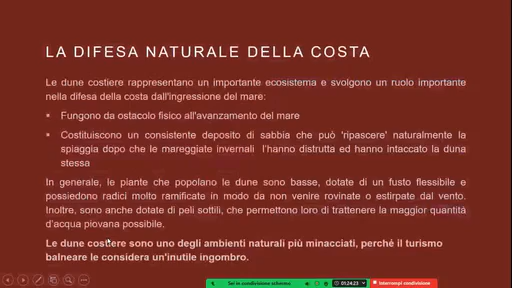 LA DIFESA NATURALE DELLA COSTA
Le dune costiere rappresentano un importante ecosistema e svolgono un ruolo importante
nella difesa della costa dall'ingressione del mare:
▪ Fungono da ostacolo fisico all'avanzamento del mare
▪ Costituiscono un consistente deposito di sabbia che può 'ripascere' naturalmente la
spiaggia dopo che le mareggiate invernali l'hanno distrutta ed hanno intaccato la duna
stessa
In generale, le piante che popolano le dune sono basse, dotate di un fusto flessibile e
possiedono radici molto ramificate in modo da non venire rovinate o estirpate dal vento.
Inoltre, sono anche dotate di peli sottili, che permettono loro di trattenere la maggior quantità
d'acqua piovana possibile.
Le dune costiere sono uno degli ambienti naturali più minacciati, perché il turismo
balneare le considera un'inutile ingombro.
Sei in condivisione schermo 01:24:23 Interrompi condivisione